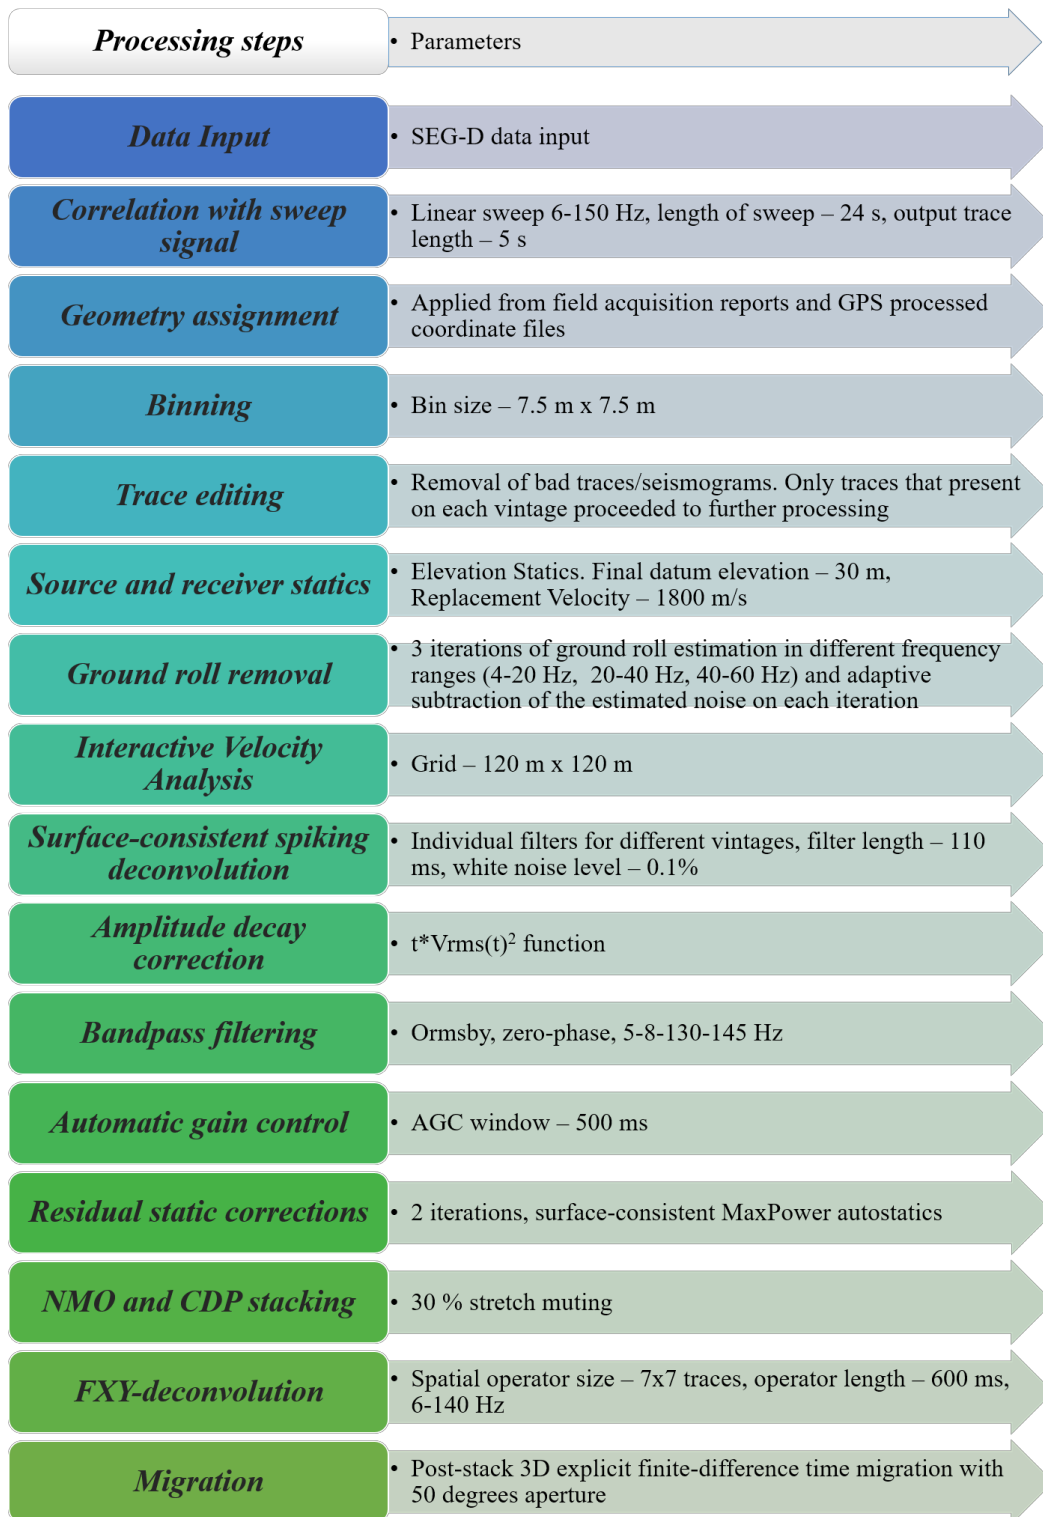 Processing steps
• Parameters
Data Input
• SEG-D data input
Correlation with sweep
signal
• Linear sweep 6-150 Hz, length of sweep – 24 s, output trace
length – 5 s
Geometry assignment
• Applied from field acquisition reports and GPS processed
coordinate files
Binning
• Bin size – 7.5 m x 7.5 m
Trace editing
• Removal of bad traces/seismograms. Only traces that present
on each vintage proceeded to further processing
Source and receiver statics
• Elevation Statics. Final datum elevation – 30 m,
Replacement Velocity – 1800 m/s
Ground roll removal
• 3 iterations of ground roll estimation in different frequency
ranges (4-20 Hz,  20-40 Hz, 40-60 Hz) and adaptive
subtraction of the estimated noise on each iteration
Interactive Velocity
Analysis
• Grid – 120 m x 120 m
Surface-consistent spiking
deconvolution
• Individual filters for different vintages, filter length – 110
ms, white noise level – 0.1%
Amplitude decay
correction
• t*Vrms(t)² function
Bandpass filtering
• Ormsby, zero-phase, 5-8-130-145 Hz
Automatic gain control
• AGC window – 500 ms
Residual static corrections
• 2 iterations, surface-consistent MaxPower autostatics
NMO and CDP stacking
• 30 % stretch muting
FXY-deconvolution
• Spatial operator size – 7x7 traces, operator length – 600 ms,
6-140 Hz
Migration
• Post-stack 3D explicit finite-difference time migration with
50 degrees aperture